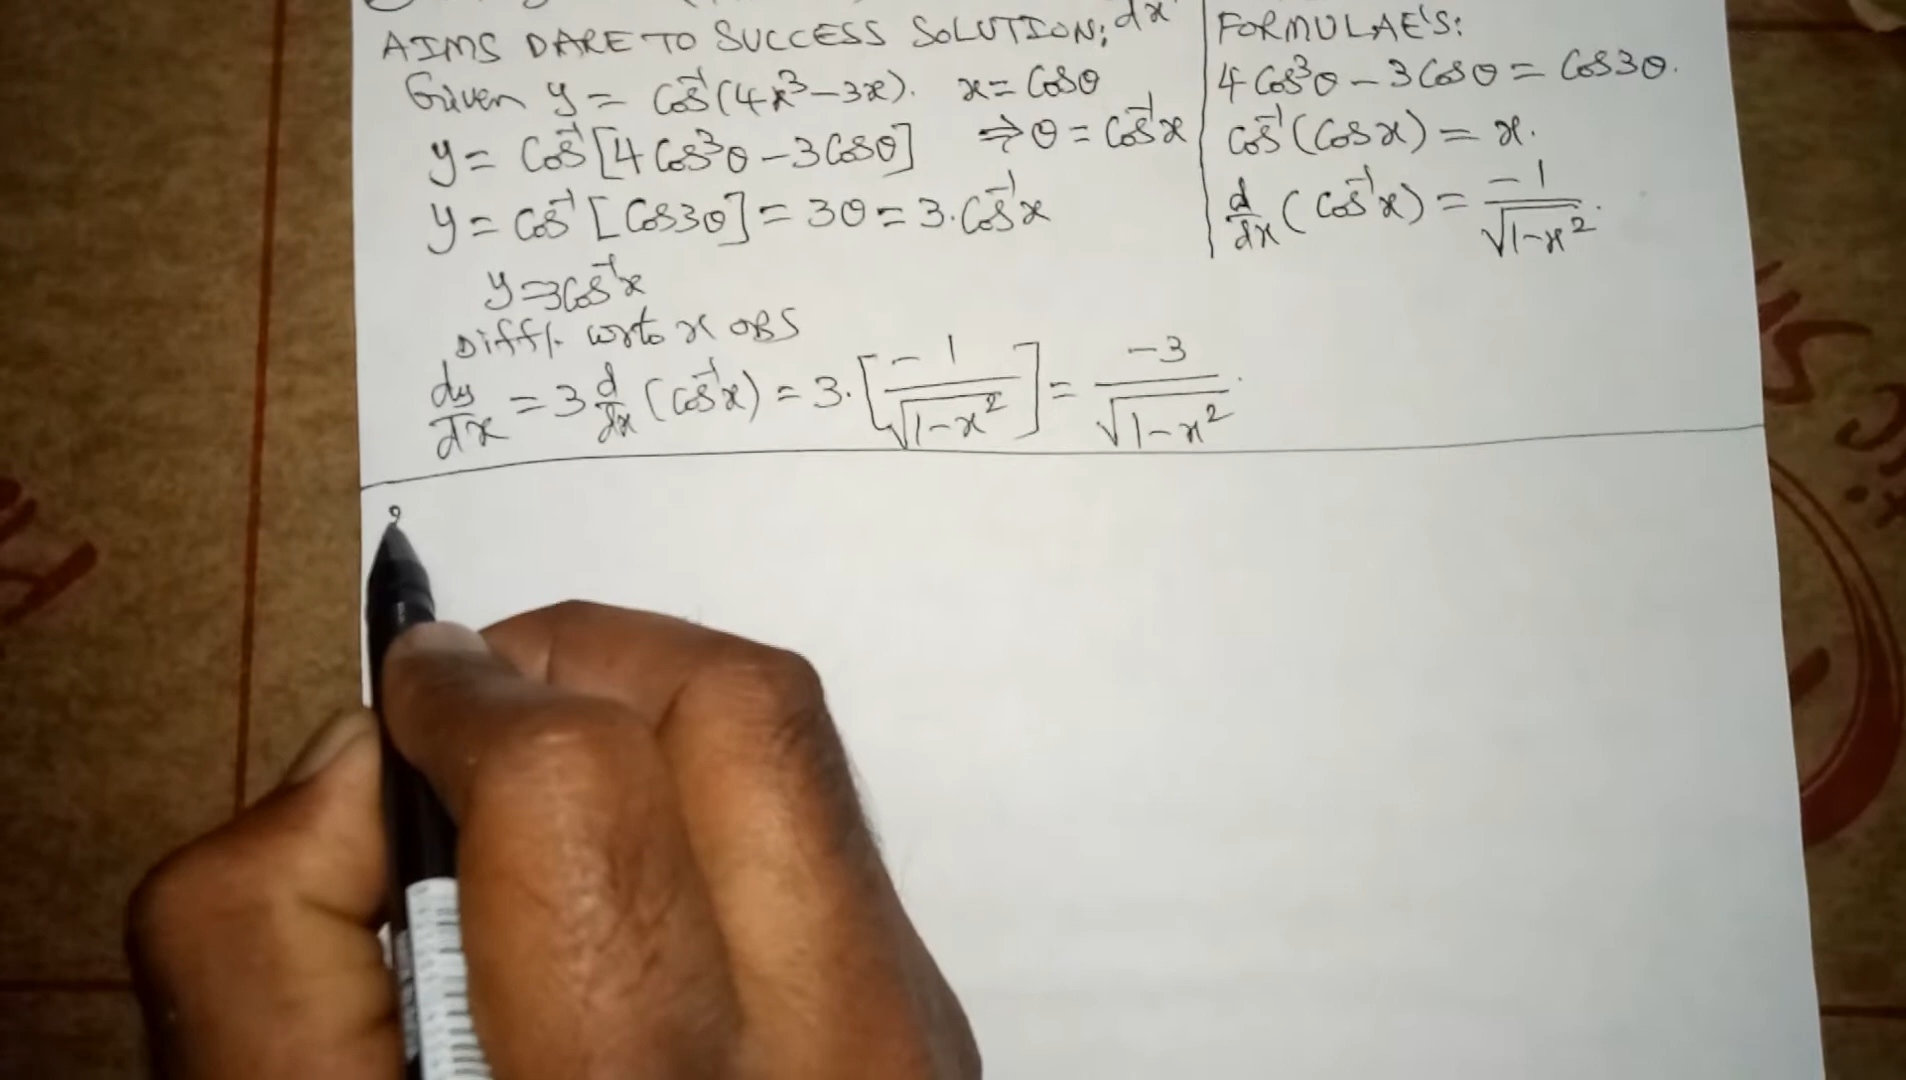 AIMS DARE TO SUCCESS SOLUTION; dx
Given y = Cos⁻¹(4x³-3x). x = Cosθ
y = Cos⁻¹[4Cos³θ-3Cosθ] ⇒ θ = Cos⁻¹x
y = Cos⁻¹[Cos3θ] = 3θ = 3.Cos⁻¹x
y=3Cos⁻¹x
Diff/. w.r.to x OBS
dy/dx = 3 d/dx (Cos⁻¹x) = 3.[-1/√1-x²] = -3/√1-x².
FORMULAE'S:
4Cos³θ-3Cosθ = Cos3θ.
Cos⁻¹(Cosx) = x.
d/dx (Cos⁻¹x) = -1/√1-x².